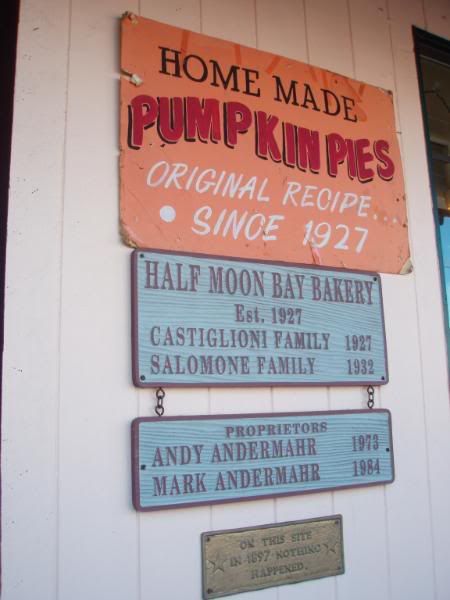 HOME MADE
PUMPKIN PIES
ORIGINAL RECIPE...
• SINCE 1927
HALF MOON BAY BAKERY
Est. 1927
CASTIGLIONI FAMILY 1927
SALOMONE FAMILY 1932
PROPRIETORS
ANDY ANDERMAHR 1973
MARK ANDERMAHR 1984
ON THIS SITE
IN 1897 NOTHING
HAPPENED.